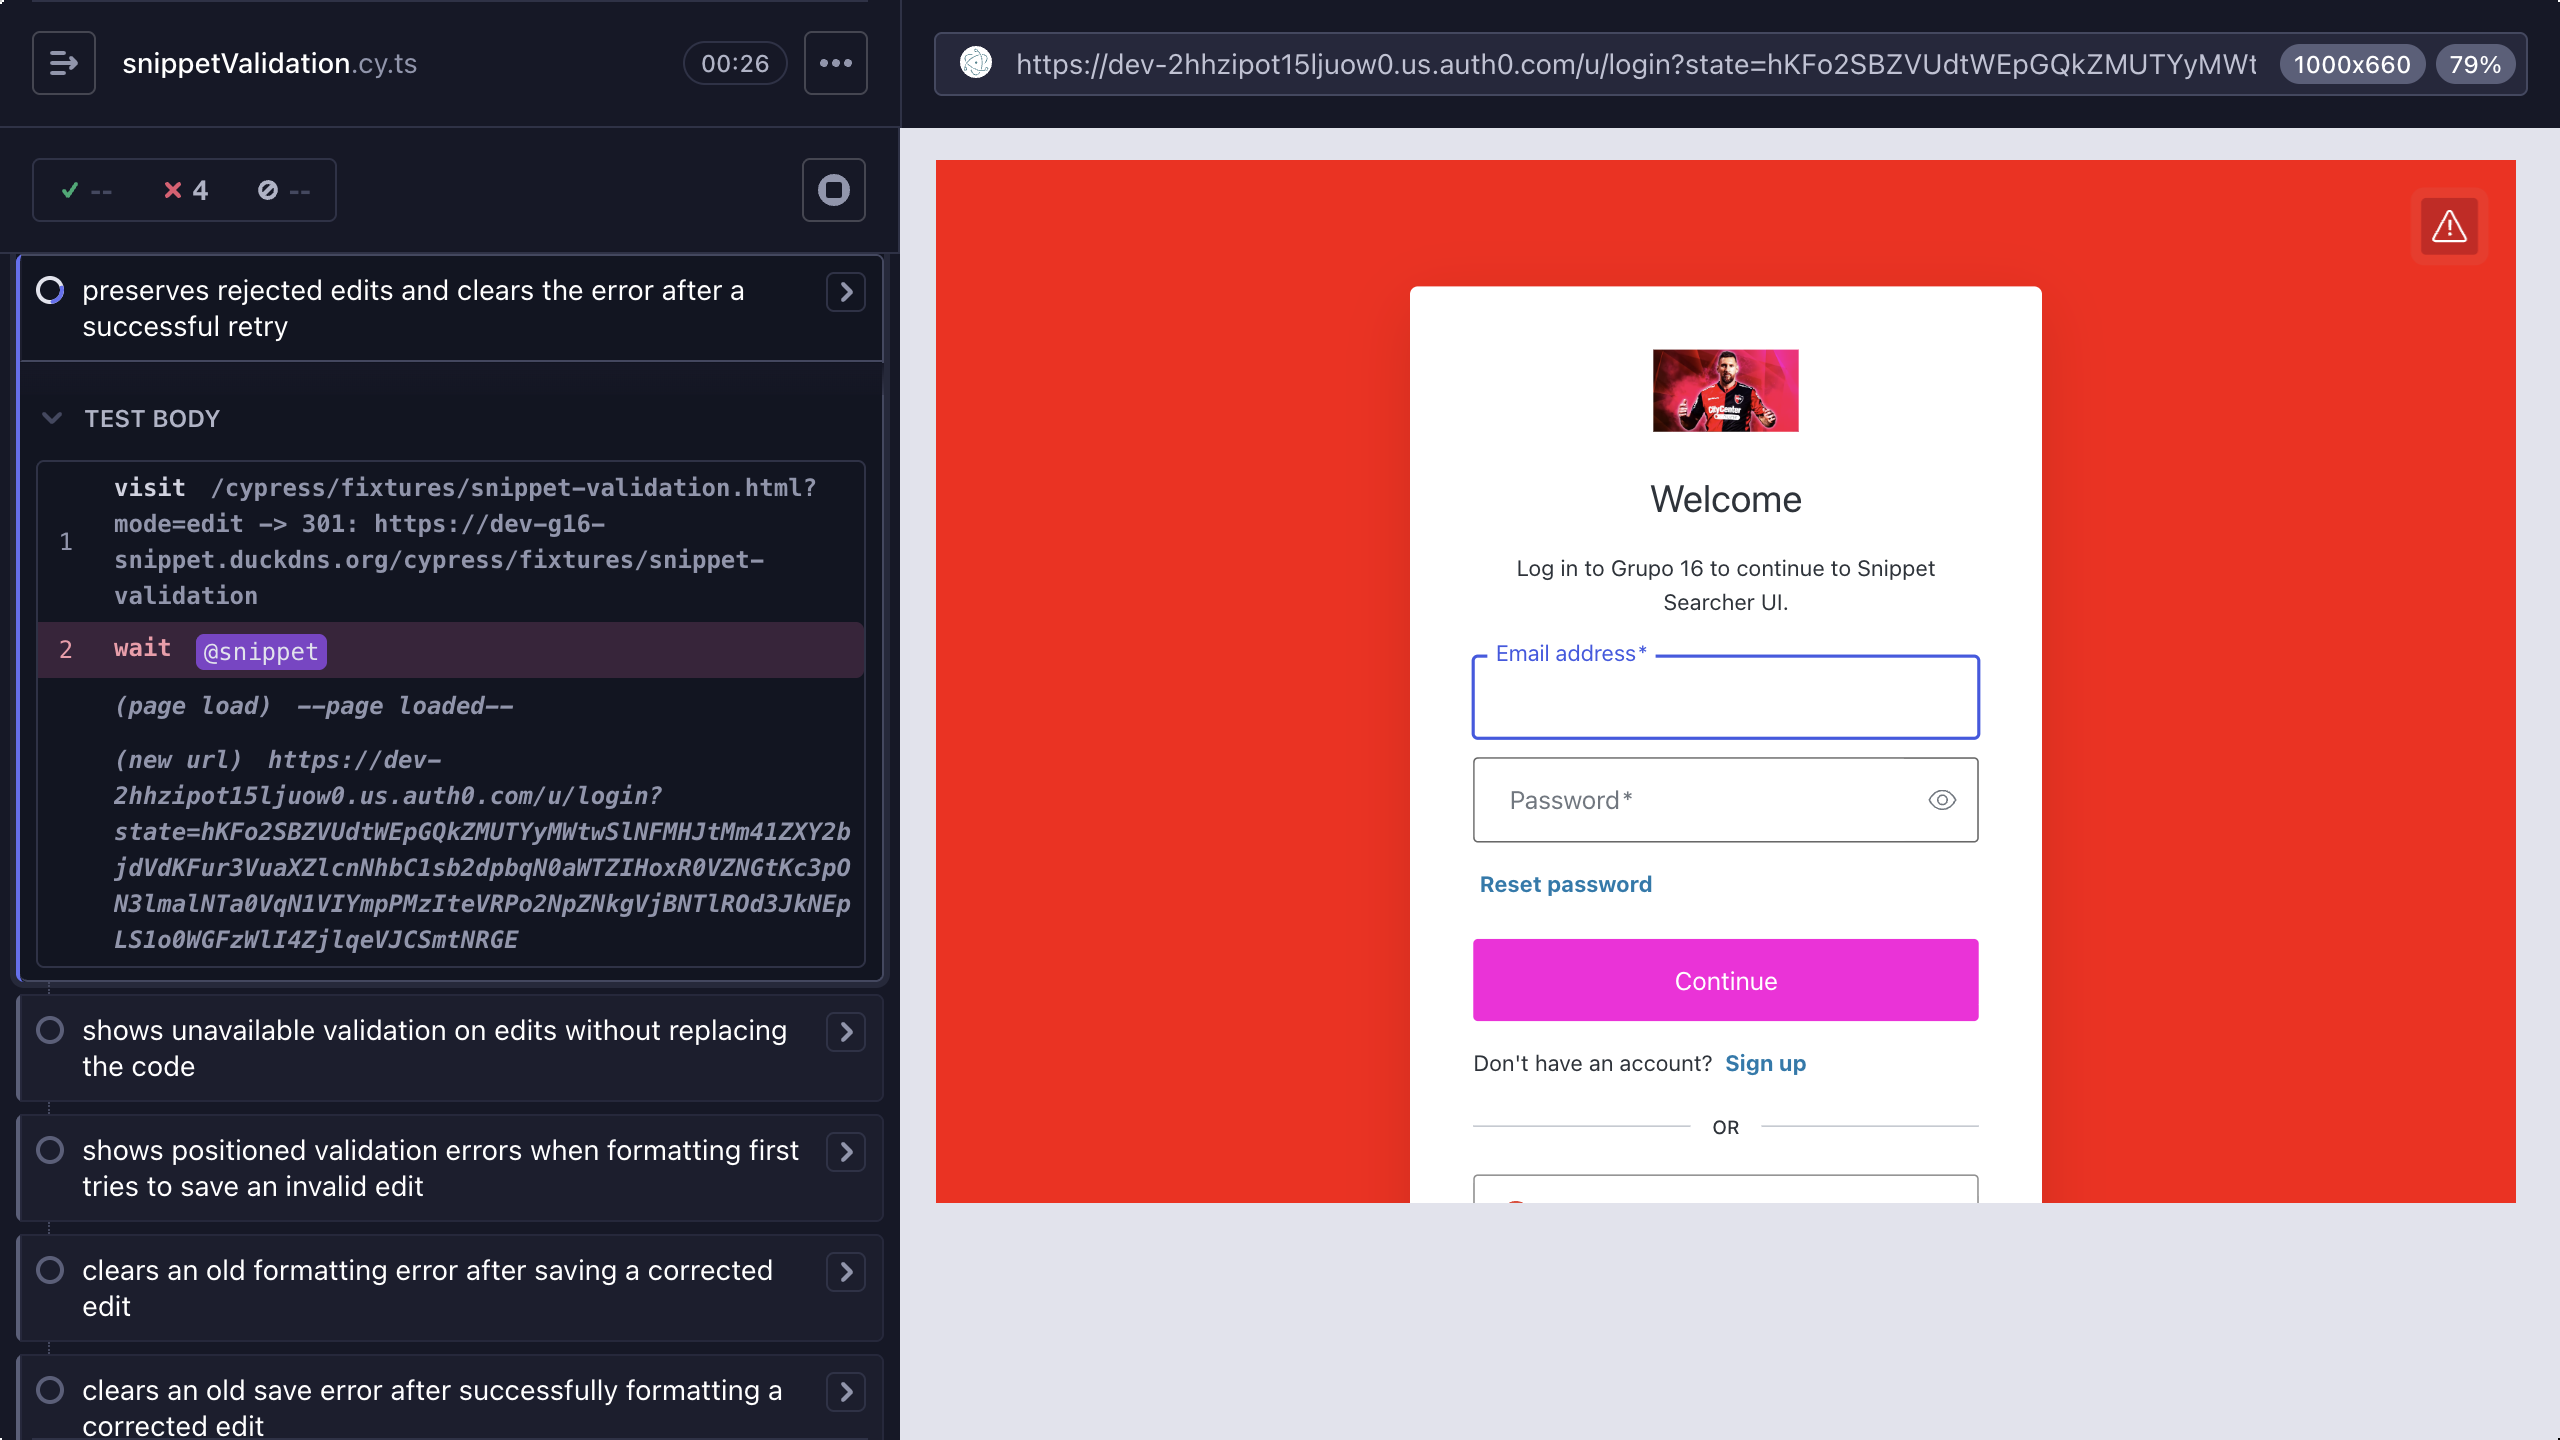 snippetValidation.cy.ts
00:26
--
4
--
preserves rejected edits and clears the error after a
successful retry
TEST BODY
1
visit /cypress/fixtures/snippet-validation.html?
mode=edit -> 301: https://dev-g16-
snippet.duckdns.org/cypress/fixtures/snippet-
validation
2
wait @snippet
(page load) --page loaded--
(new url) https://dev-
2hhzipot15ljuow0.us.auth0.com/u/login?
state=hKFo2SBZVUdtWEpGQkZMUTYyMWtwSlNFMHJtMm41ZXY2b
jdVdKFur3VuaXZlcnNhbC1sb2dpbqN0aWTZIHoxR0VZNGtKc3pO
N3lmalNTa0VqN1VIYmpPMzIteVRPo2NpZNkgVjBNTlROd3JkNEp
LS1o0WGFzWlI4ZjlqeVJCSmtNRGE
shows unavailable validation on edits without replacing
the code
shows positioned validation errors when formatting first
tries to save an invalid edit
clears an old formatting error after saving a corrected
edit
clears an old save error after successfully formatting a
corrected edit
https://dev-2hhzipot15ljuow0.us.auth0.com/u/login?state=hKFo2SBZVUdtWEpGQkZMUTYyMWt
1000x660
79%
CityCenter
Welcome
Log in to Grupo 16 to continue to Snippet
Searcher UI.
Email address*
Password*
Reset password
Continue
Don't have an account? Sign up
OR